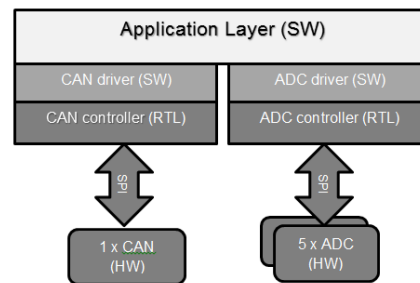 Application Layer (SW)
CAN driver (SW)
ADC driver (SW)
CAN controller (RTL)
ADC controller (RTL)
SPI
SPI
1 x CAN
(HW)
5 x ADC
(HW)